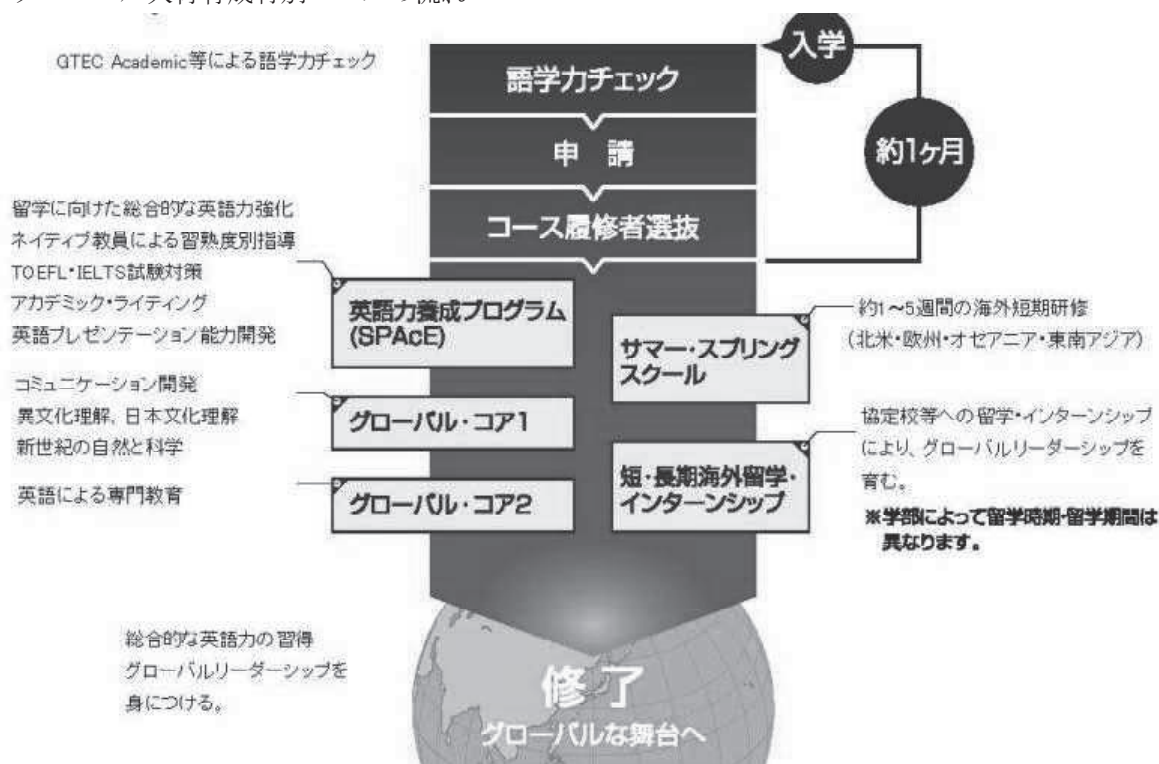 GTEC Academic等による語学力チェック
入学
語学力チェック
約1ヶ月
申 請
コース履修者選抜
留学に向けた総合的な英語力強化
ネイティブ教員による習熟度別指導
TOEFL・IELTS試験対策
アカデミック・ライティング
英語プレゼンテーション能力開発
英語力養成プログラム
(SPAcE)
サマー・スプリング
スクール
約1～5週間の海外短期研修
(北米・欧州・オセアニア・東南アジア)
コミュニケーション開発
異文化理解、日本文化理解
新世紀の自然と科学
グローバル・コア1
協定校等への留学・インターンシップ
により、グローバルリーダーシップを
育む。
短・長期海外留学・
インターンシップ
英語による専門教育
グローバル・コア2
※学部によって留学時期・留学期間は
異なります。
総合的な英語力の習得
グローバルリーダーシップを
身につける。
修了
グローバルな舞台へ